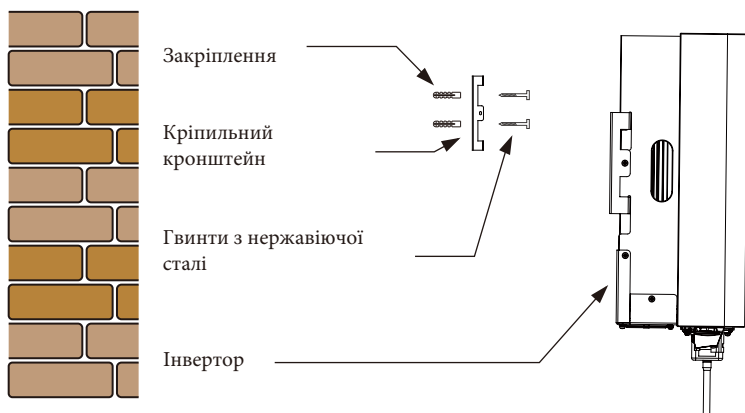 Закріплення
Кріпильний
кронштейн
Гвинти з нержавіючої
сталі
Інвертор